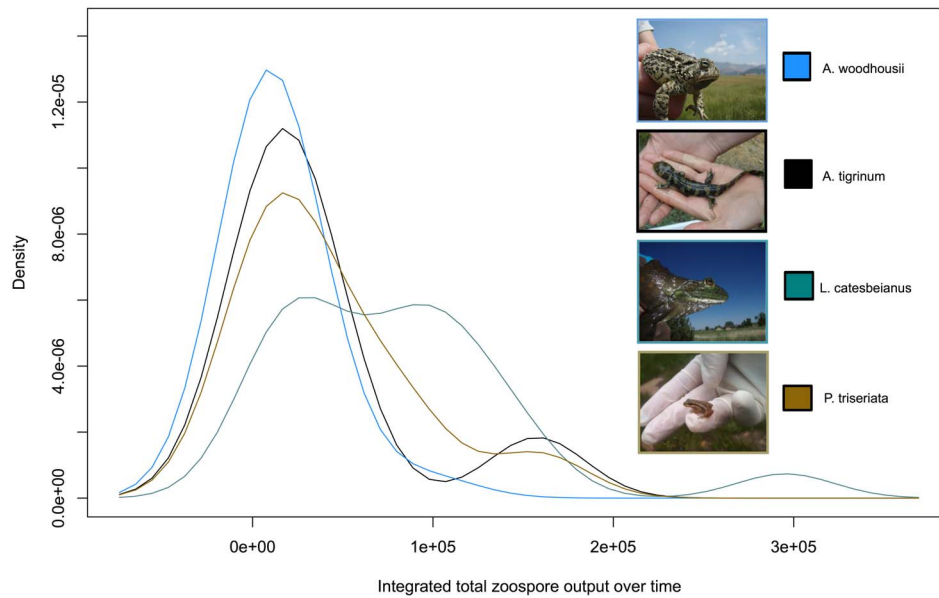 A. woodhousii
A. tigrinum
L. catesbeianus
P. triseriata
Density
1.2e-05
8.0e-06
4.0e-06
0.0e+00
0e+00 1e+05 2e+05 3e+05
Integrated total zoospore output over time